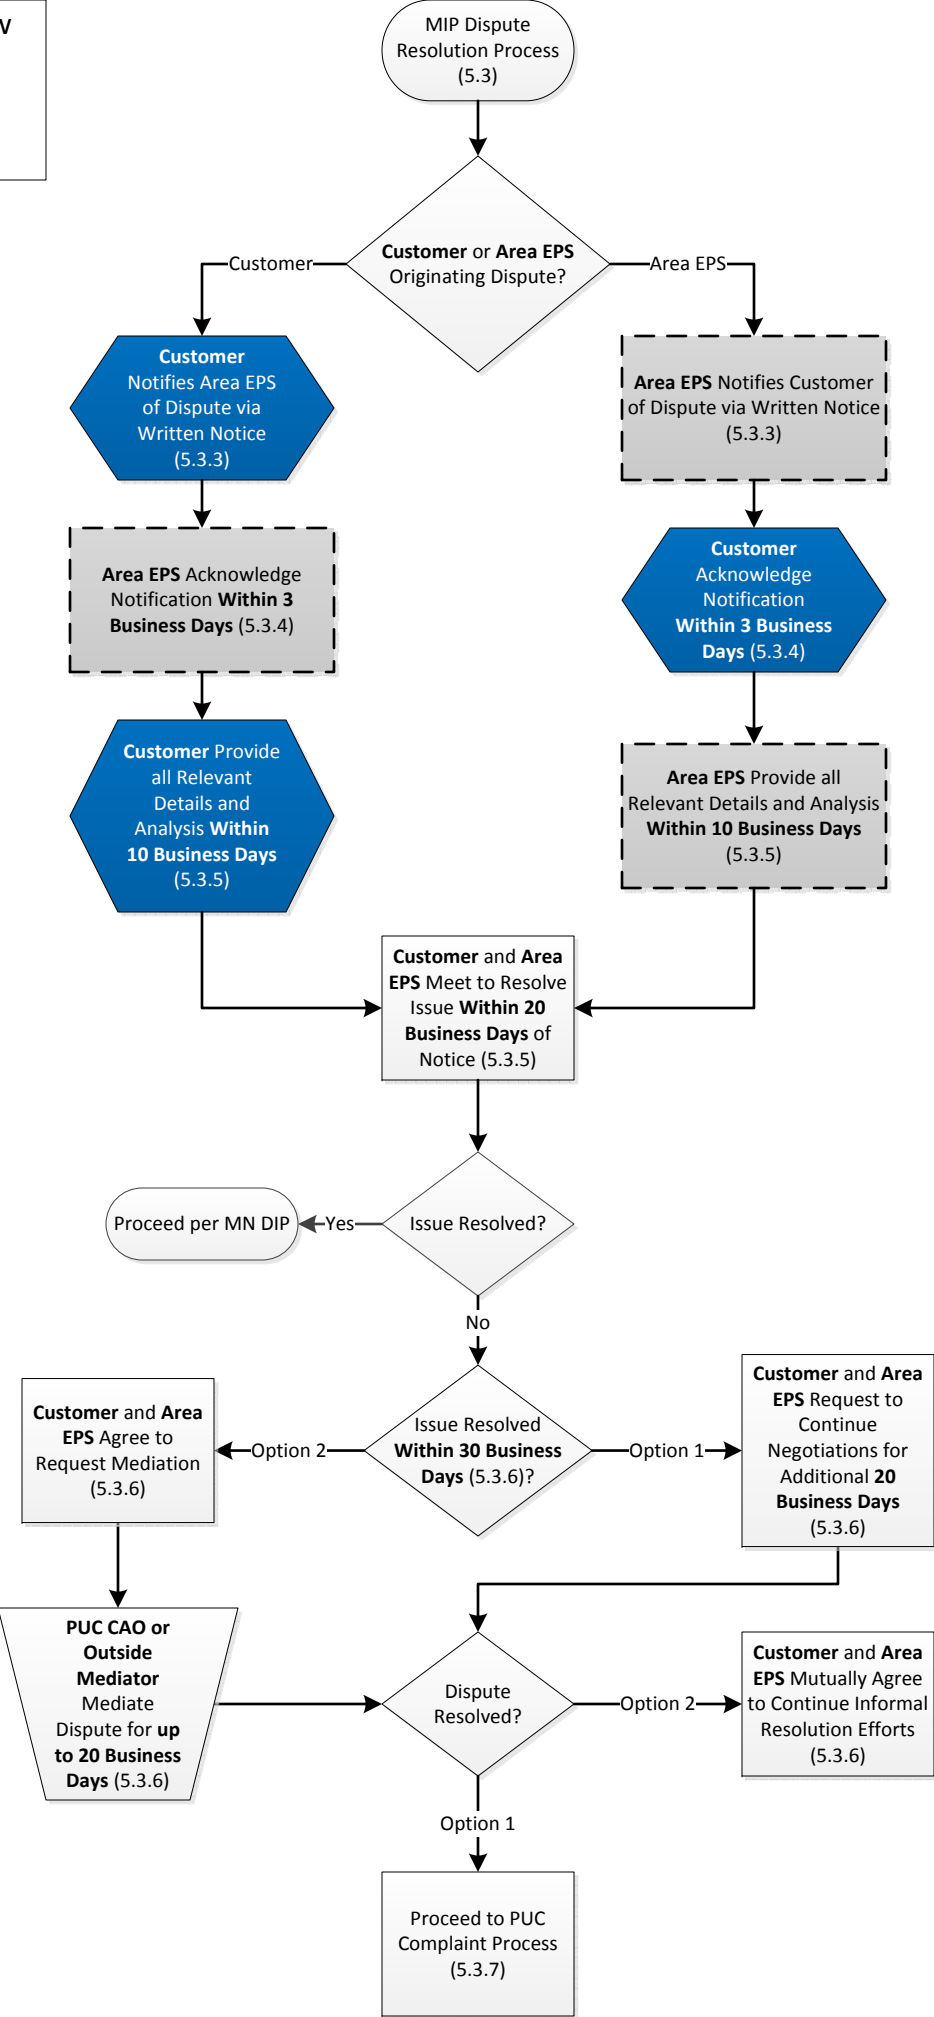 MIP Dispute
Resolution Process
(5.3)
Customer or Area EPS
Originating Dispute?
Customer
Area EPS
Customer
Notifies Area EPS
of Dispute via
Written Notice
(5.3.3)
Area EPS Notifies Customer
of Dispute via Written Notice
(5.3.3)
Area EPS Acknowledge
Notification Within 3
Business Days (5.3.4)
Customer
Acknowledge
Notification
Within 3 Business
Days (5.3.4)
Customer Provide
all Relevant
Details and
Analysis Within
10 Business Days
(5.3.5)
Area EPS Provide all
Relevant Details and Analysis
Within 10 Business Days
(5.3.5)
Customer and Area
EPS Meet to Resolve
Issue Within 20
Business Days of
Notice (5.3.5)
Issue Resolved?
Yes
Proceed per MN DIP
No
Issue Resolved
Within 30 Business
Days (5.3.6)?
Option 2
Customer and Area
EPS Agree to
Request Mediation
(5.3.6)
Option 1
Customer and Area
EPS Request to
Continue
Negotiations for
Additional 20
Business Days
(5.3.6)
PUC CAO or
Outside
Mediator
Mediate
Dispute for up
to 20 Business
Days (5.3.6)
Dispute
Resolved?
Option 2
Customer and Area
EPS Mutually Agree
to Continue Informal
Resolution Efforts
(5.3.6)
Option 1
Proceed to PUC
Complaint Process
(5.3.7)